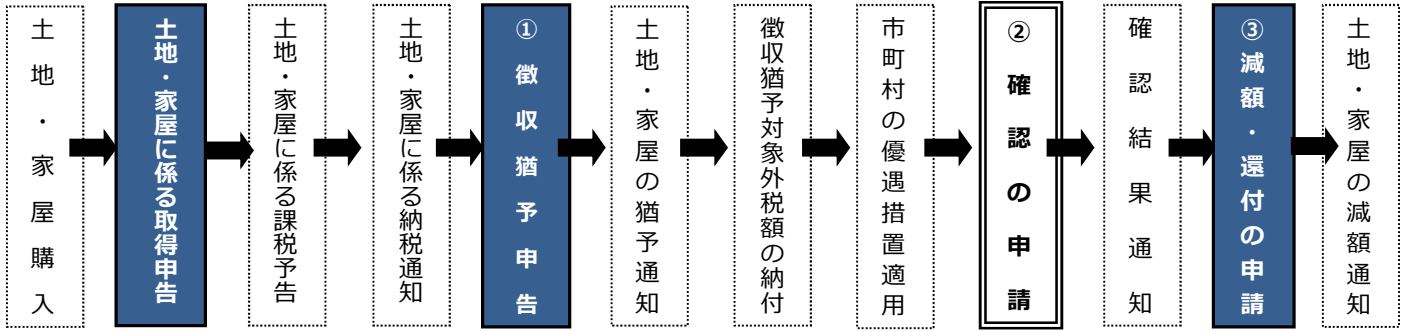 土地・家屋購入
土地・家屋に係る取得申告
土地・家屋に係る課税予告
土地・家屋に係る納税通知
①徴収猶予申告
土地・家屋の猶予通知
徴収猶予対象外税額の納付
市町村の優遇措置適用
②確認の申請
確認結果通知
③減額・還付の申請
土地・家屋の減額通知